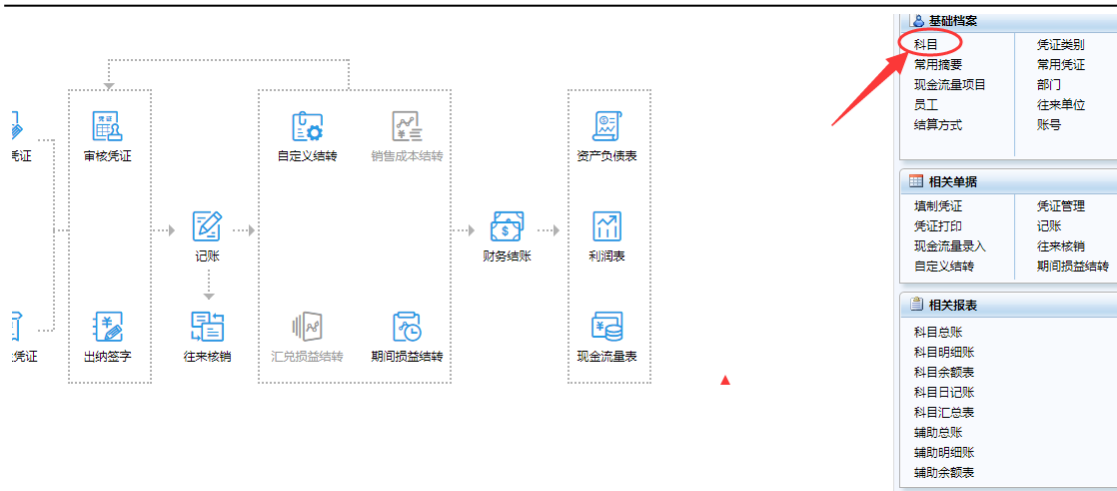 基础档案
科目 凭证类别
常用摘要 常用凭证
现金流量项目 部门
员工 往来单位
结算方式 账号
凭证 审核凭证 自定义结转 销售成本结转 资产负债表
记账 财务结账 利润表
凭证 出纳签字 往来核销 汇兑损益结转 期间损益结转 现金流量表
相关单据
填制凭证 凭证管理
凭证打印 记账
现金流量录入 往来核销
自定义结转 期间损益结转
相关报表
科目总账
科目明细账
科目余额表
科目日记账
科目汇总表
辅助总账
辅助明细账
辅助余额表